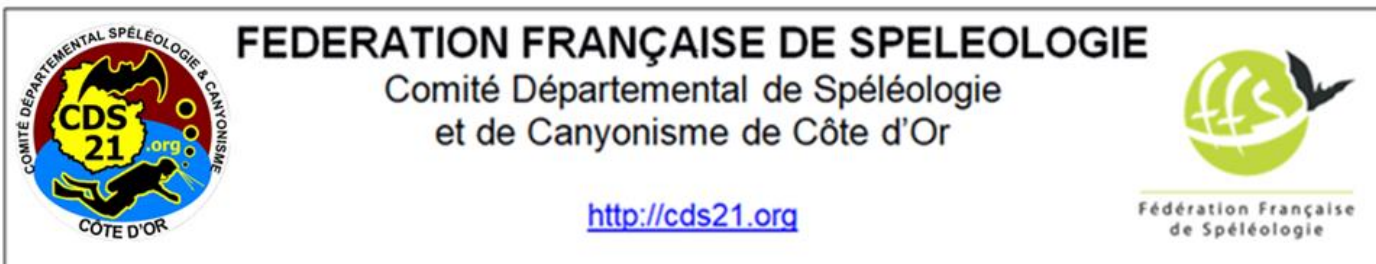 COMITÉ DÉPARTEMENTAL SPÉLÉOLOGIE & CANYONISME
CDS
21
.org
CÔTE D'OR
FEDERATION FRANÇAISE DE SPELEOLOGIE
Comité Départemental de Spéléologie
et de Canyonisme de Côte d'Or
http://cds21.org
ffs
Fédération Française
de Spéléologie